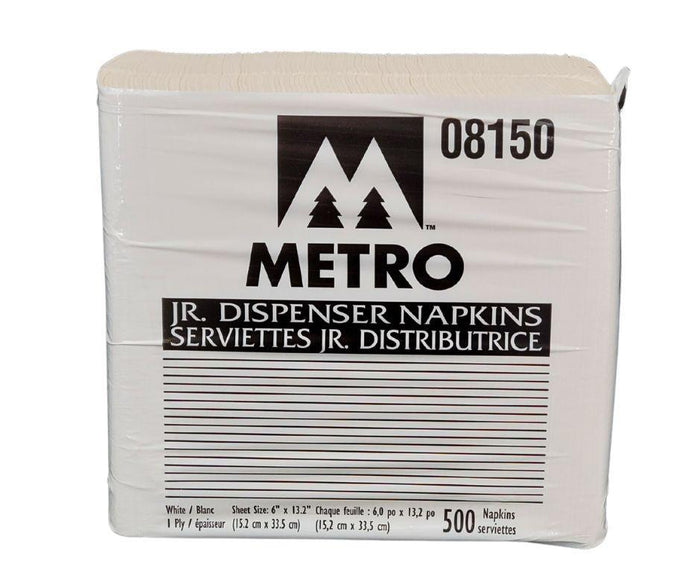 08150
™
METRO
JR. DISPENSER NAPKINS
SERVIETTES JR. DISTRIBUTRICE
White / Blanc Sheet Size: 6" x 13.2" Chaque feuille : 6,0 po x 13,2 po 500 Napkins
1 Ply / épaisseur (15.2 cm x 33.5 cm) (15,2 cm x 33,5 cm) serviettes